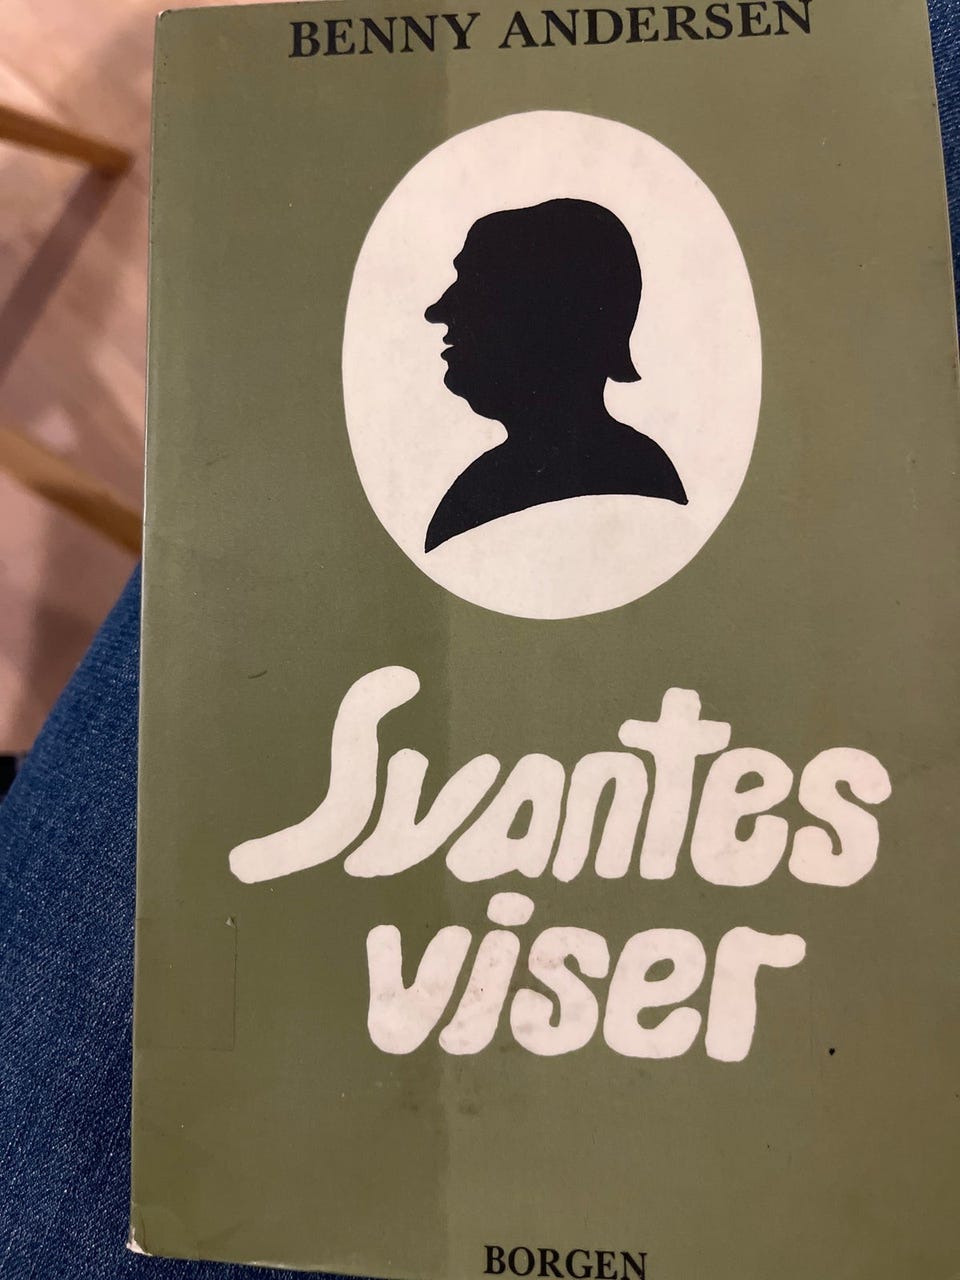 BENNY ANDERSEN
Svantes
viser
BORGEN